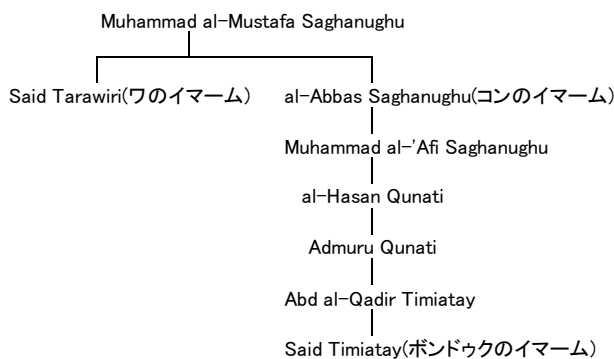 Muhammad al-Mustafa Saghanughu
Said Tarawiri(ワのイマーム) al-Abbas Saghanughu(コンのイマーム)
Muhammad al-'Afi Saghanughu
al-Hasan Qunati
Admuru Qunati
Abd al-Qadir Timiatay
Said Timiatay(ボンドゥクのイマーム)